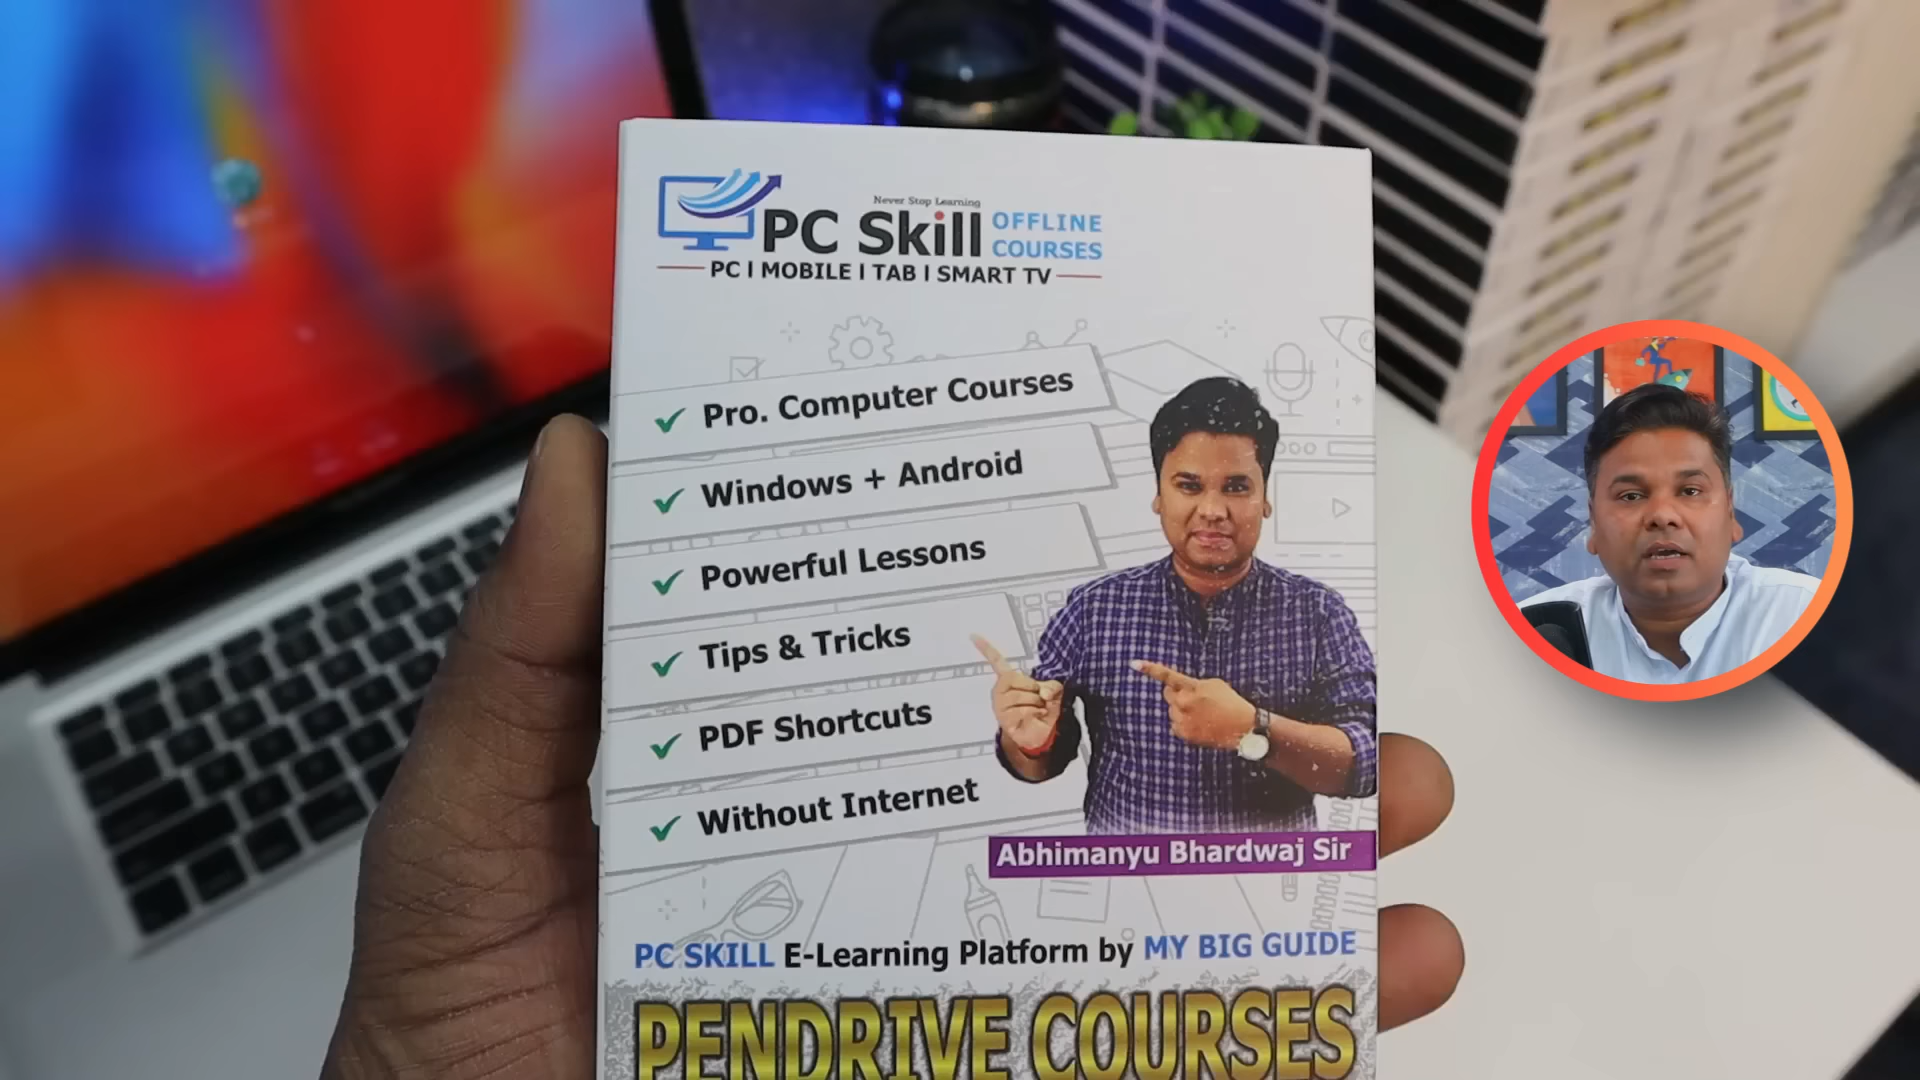 Never Stop Learning
PC Skill OFFLINE COURSES
PC | MOBILE | TAB | SMART TV
Pro. Computer Courses
Windows + Android
Powerful Lessons
Tips & Tricks
PDF Shortcuts
Without Internet
Abhimanyu Bhardwaj Sir
PC SKILL E-Learning Platform by MY BIG GUIDE
PENDRIVE COURSES